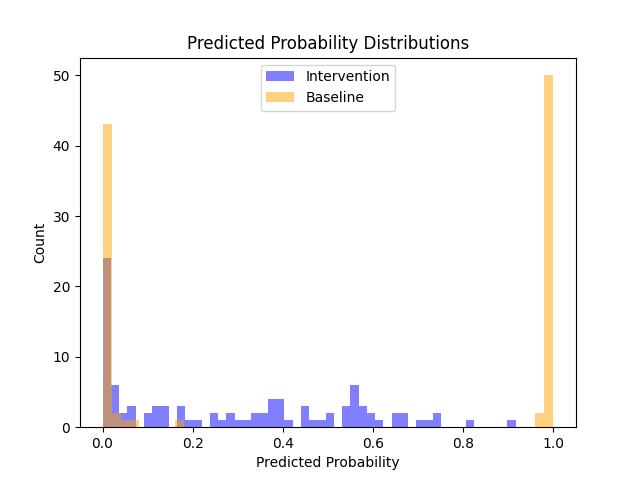 Predicted Probability Distributions
Intervention
Baseline
Count
50
40
30
20
10
0
0.0 0.2 0.4 0.6 0.8 1.0
Predicted Probability